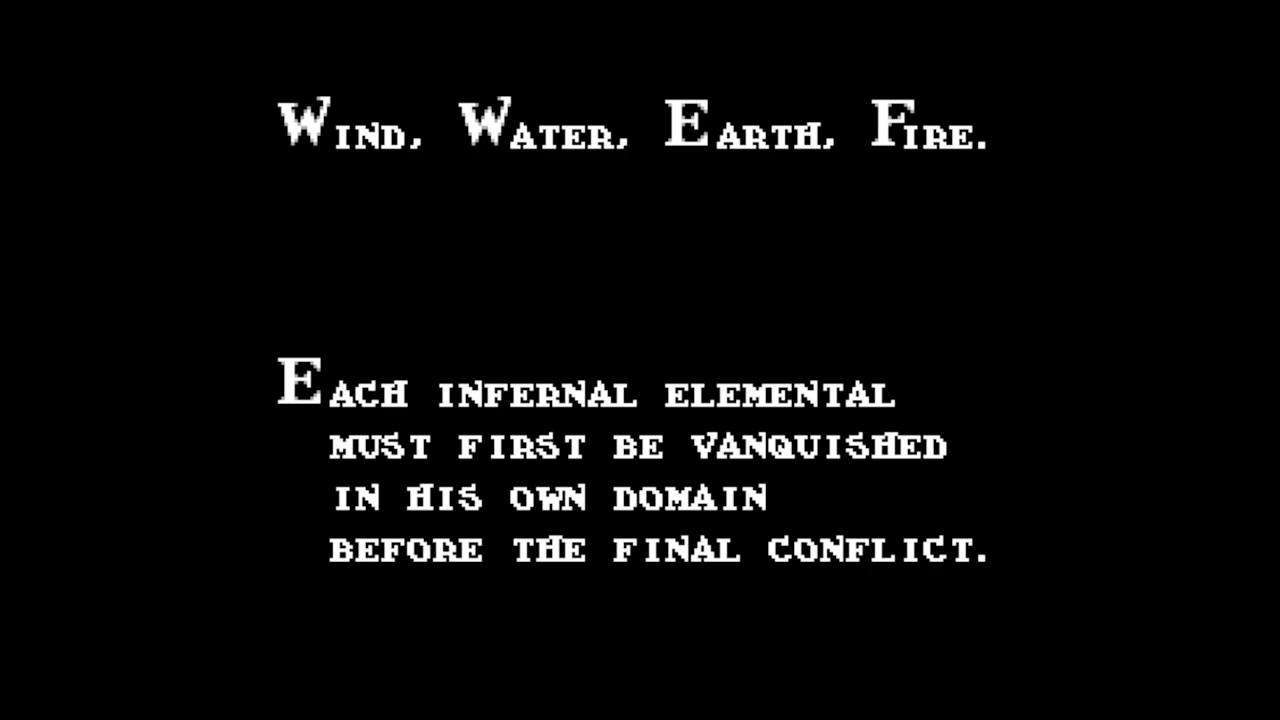 Wind, Water, Earth, Fire.
Each infernal elemental
must first be vanquished
in his own domain
before the final conflict.